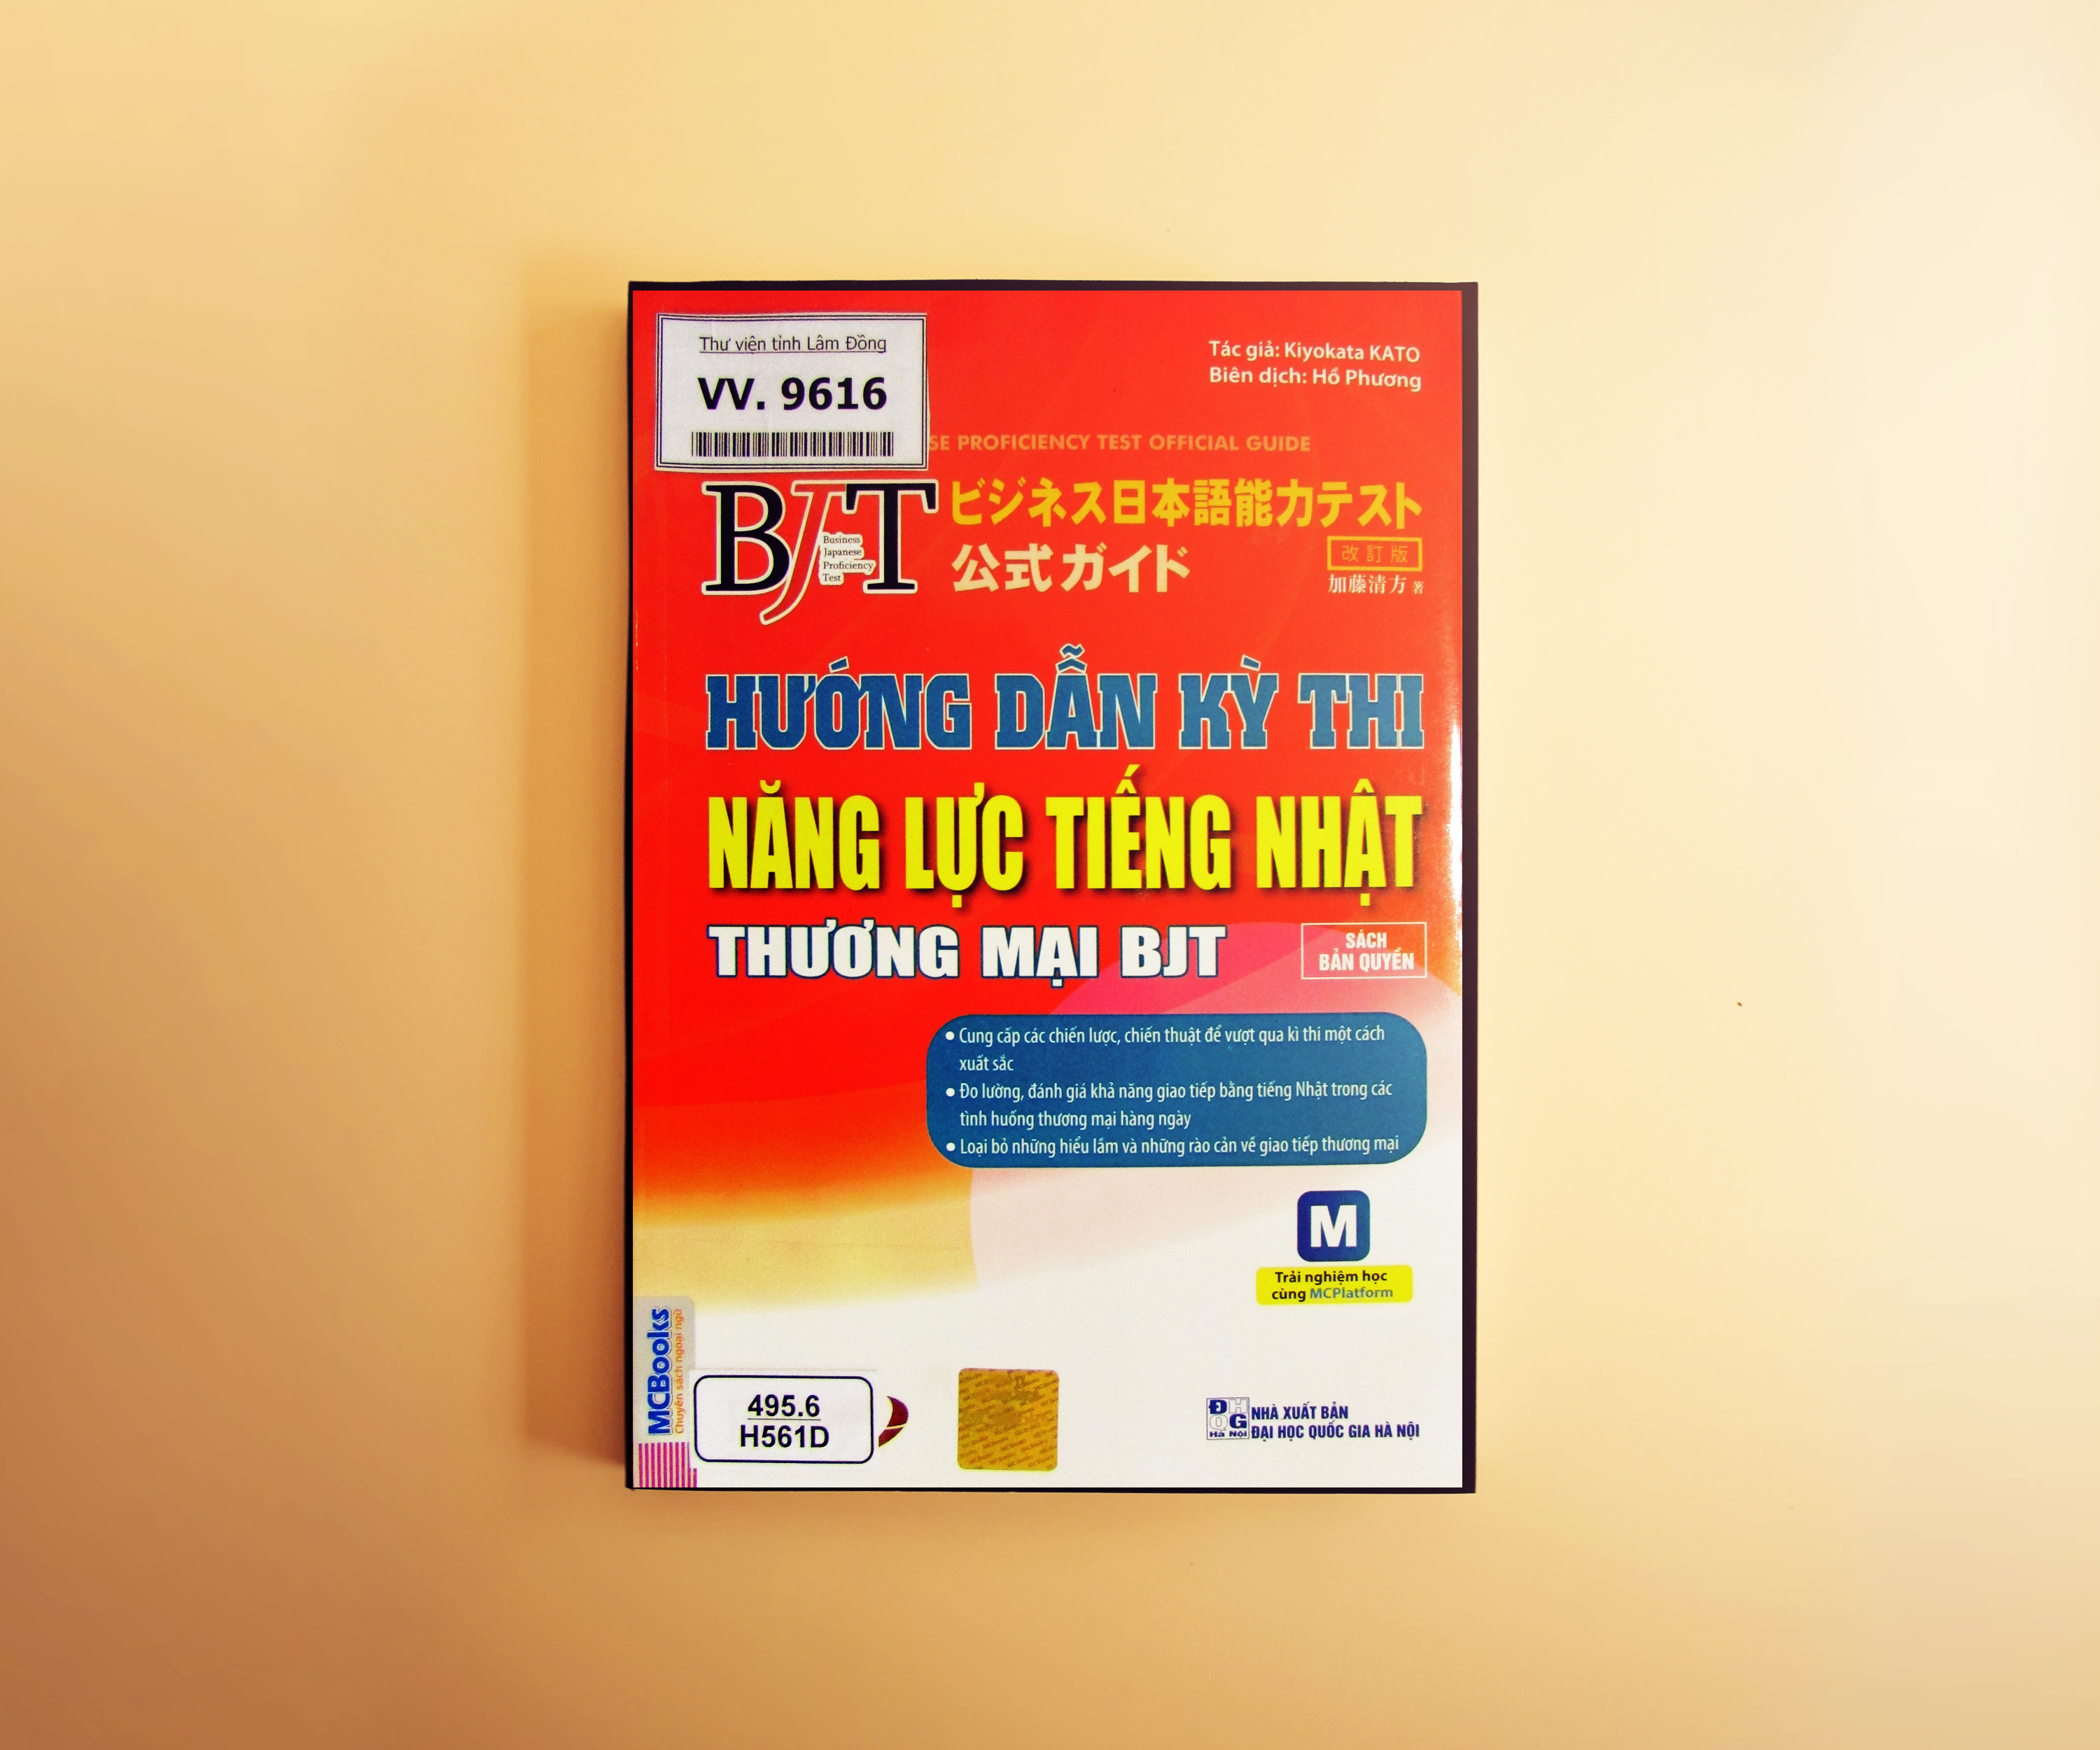 Thư viện tỉnh Lâm Đồng
VV. 9616
Tác giả: Kiyokata KATO
Biên dịch: Hồ Phương
PROFICIENCY TEST OFFICIAL GUIDE
BJT
Business
Japanese
Proficiency
Test
ビジネス日本語能力テスト
公式ガイド
改訂版
加藤清方 著
HƯỚNG DẪN KỲ THI
NĂNG LỰC TIẾNG NHẬT
THƯƠNG MẠI BJT
SÁCH
BẢN QUYỀN
• Cung cấp các chiến lược, chiến thuật để vượt qua kì thi một cách
xuất sắc
• Đo lường, đánh giá khả năng giao tiếp bằng tiếng Nhật trong các
tình huống thương mại hàng ngày
• Loại bỏ những hiểu lầm và những rào cản về giao tiếp thương mại
M
Trải nghiệm học
cùng MCPlatform
MCBooks
Chuyên sách ngoại ngữ
495.6
H561D
ĐH
QG
Hà Nội
NHÀ XUẤT BẢN
ĐẠI HỌC QUỐC GIA HÀ NỘI